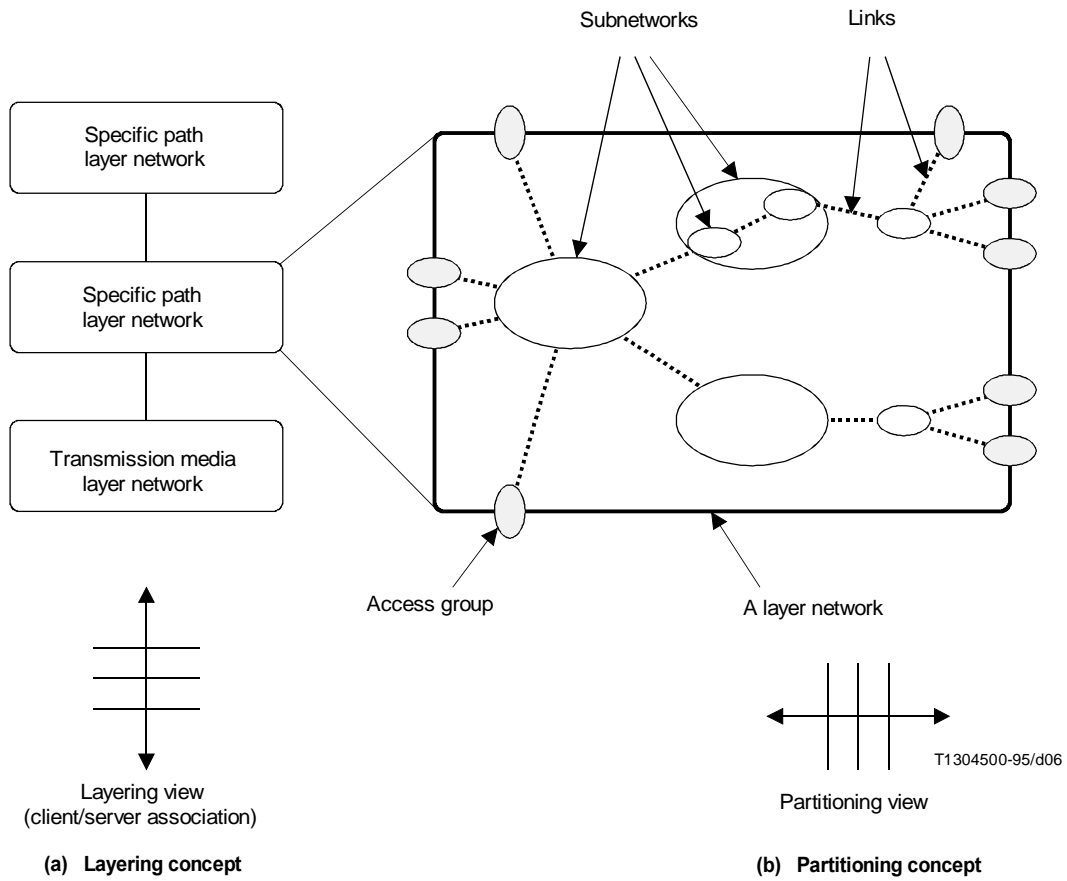 Subnetworks
Links
Specific path
layer network
Specific path
layer network
Transmission media
layer network
Access group
A layer network
T1304500-95/d06
Layering view
(client/server association)
Partitioning view
(a) Layering concept
(b) Partitioning concept